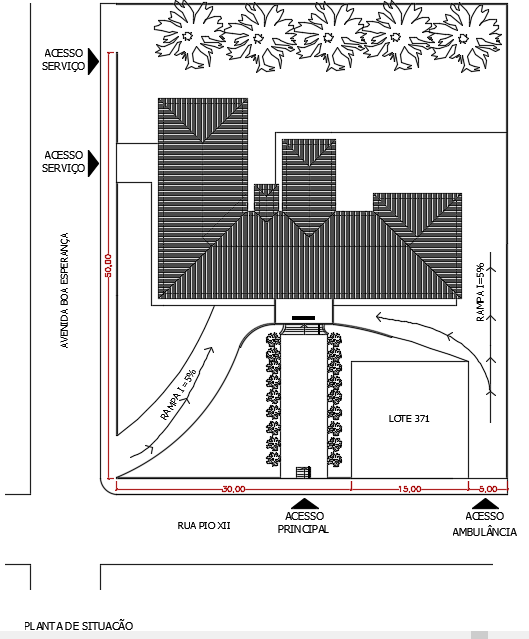 ACESSO
SERVIÇO
ACESSO
SERVIÇO
AVENIDA BOA ESPERANÇA
50,00
RAMPA I=5%
RAMPA I=5%
LOTE 371
30,00
15,00
5,00
RUA PIO XII
ACESSO
PRINCIPAL
ACESSO
AMBULÂNCIA
PLANTA DE SITUACÃO